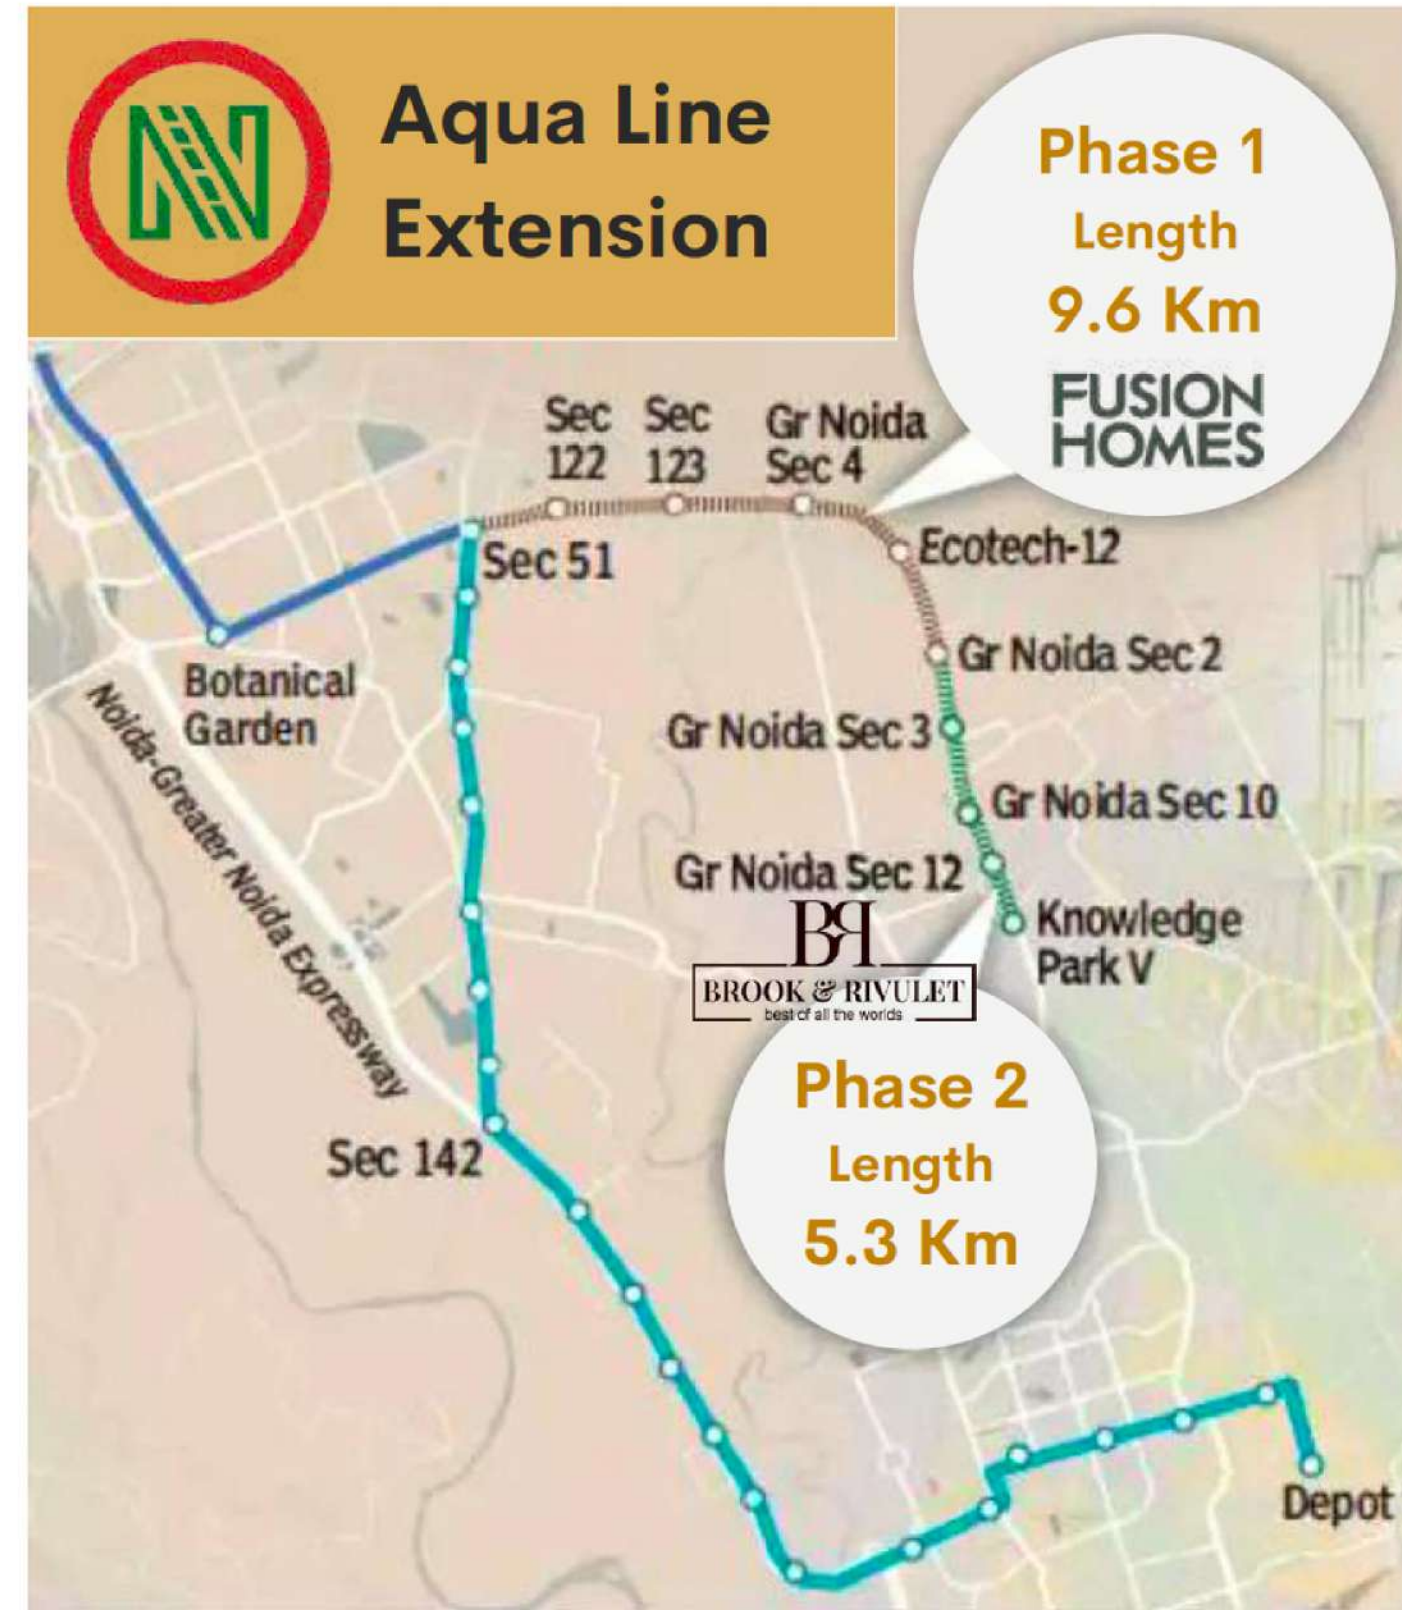 Aqua Line
Extension
Phase 1
Length
9.6 Km
FUSION
HOMES
Sec
122
Sec
123
Gr Noida
Sec 4
Sec 51
Ecotech-12
Botanical
Garden
Gr Noida Sec 2
Noida-Greater Noida Expressway
Gr Noida Sec 3
Gr Noida Sec 10
Gr Noida Sec 12
Knowledge
Park V
BROOK & RIVULET
best of all the worlds
Phase 2
Length
5.3 Km
Sec 142
Depot